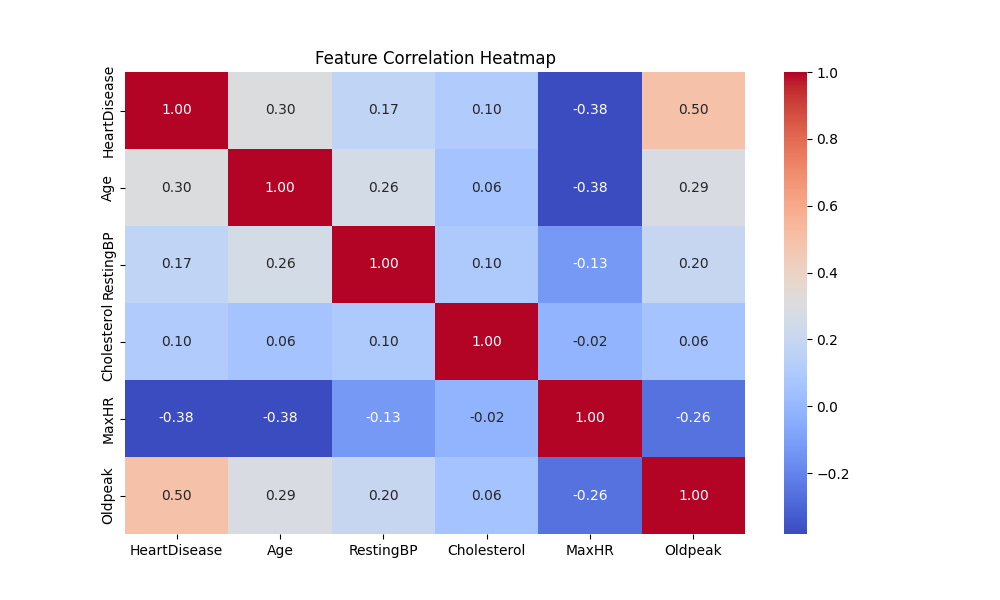 Feature Correlation Heatmap
HeartDisease 1.00 0.30 0.17 0.10 -0.38 0.50
Age 0.30 1.00 0.26 0.06 -0.38 0.29
RestingBP 0.17 0.26 1.00 0.10 -0.13 0.20
Cholesterol 0.10 0.06 0.10 1.00 -0.02 0.06
MaxHR -0.38 -0.38 -0.13 -0.02 1.00 -0.26
Oldpeak 0.50 0.29 0.20 0.06 -0.26 1.00
HeartDisease Age RestingBP Cholesterol MaxHR Oldpeak
1.0
0.8
0.6
0.4
0.2
0.0
−0.2